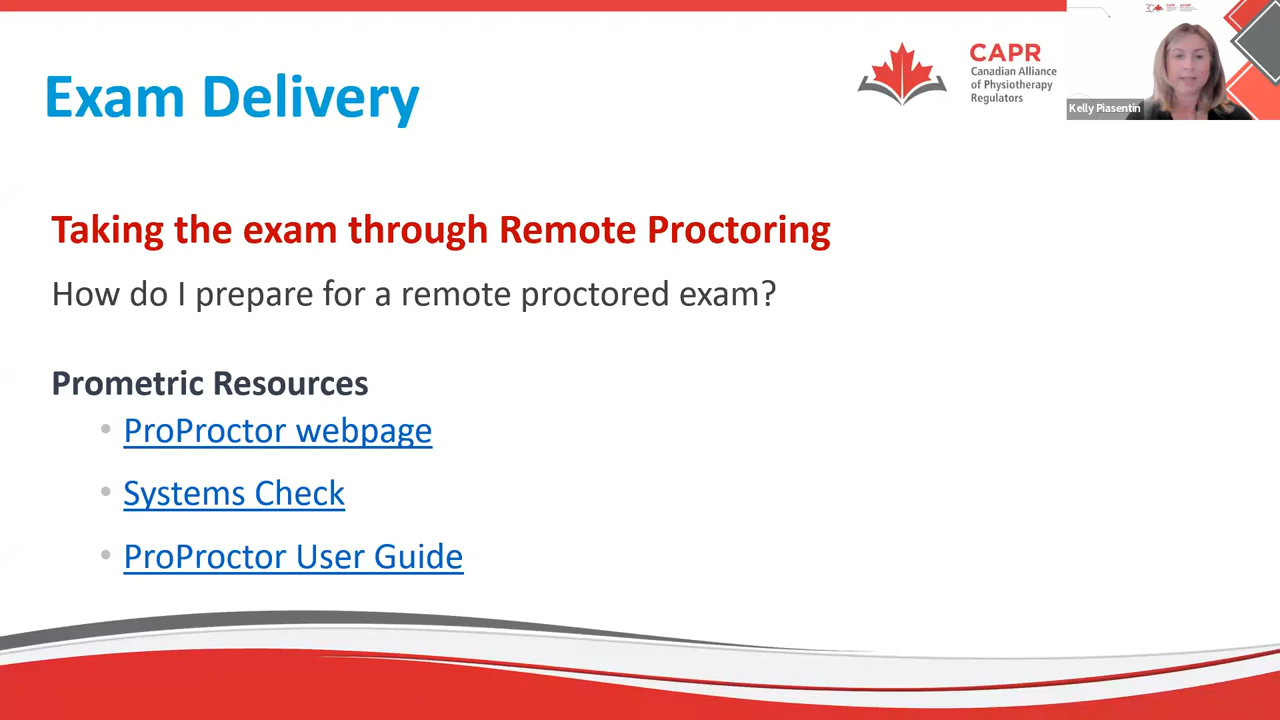 Exam Delivery
CAPR
Canadian Alliance
of Physiotherapy
Regulators
Kelly Piasentin
Taking the exam through Remote Proctoring
How do I prepare for a remote proctored exam?
Prometric Resources
• ProProctor webpage
• Systems Check
• ProProctor User Guide